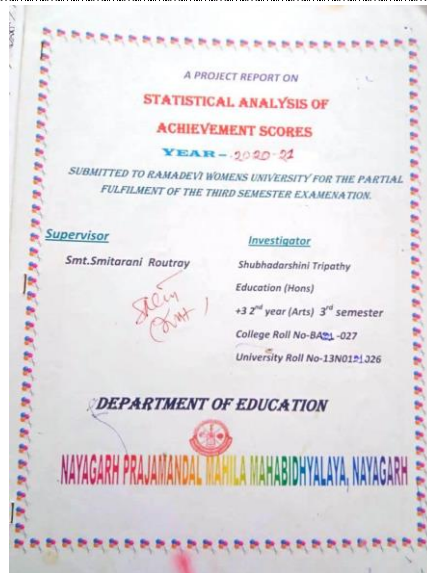 A PROJECT REPORT ON
STATISTICAL ANALYSIS OF
ACHIEVEMENT SCORES
YEAR- 2020-21
SUBMITTED TO RAMADEVI WOMENS UNIVERSITY FOR THE PARTIAL
FULFILMENT OF THE THIRD SEMESTER EXAMENATION.
Supervisor
Smt.Smitarani Routray
Investigator
Shubhadarshini Tripathy
Education (Hons)
+3 2nd year (Arts) 3rd semester
College Roll No-BA -027
University Roll No-
DEPARTMENT OF EDUCATION
NAYAGARH PRAJAMANDAL MAHILA MAHABIDHYALAYA, NAYAGARH